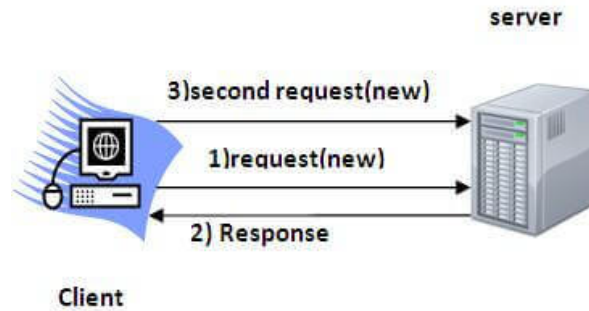 server
3)second request(new)
1)request(new)
2) Response
Client